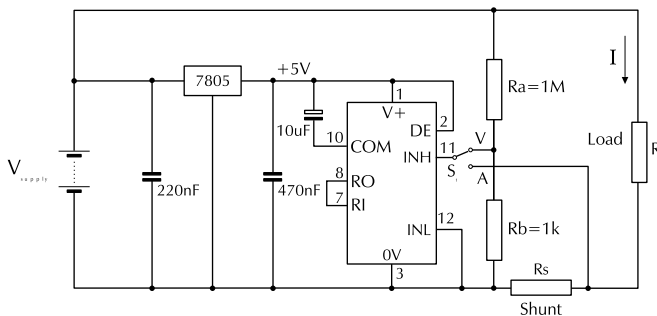 7805
+5V
I
1
V+
Ra=1M
10uF
DE
2
Load
R
10
COM
11
V
INH
V
supply
S
A
220nF
470nF
8
RO
7
RI
12
INL
Rb=1k
0V
3
Rs
Shunt